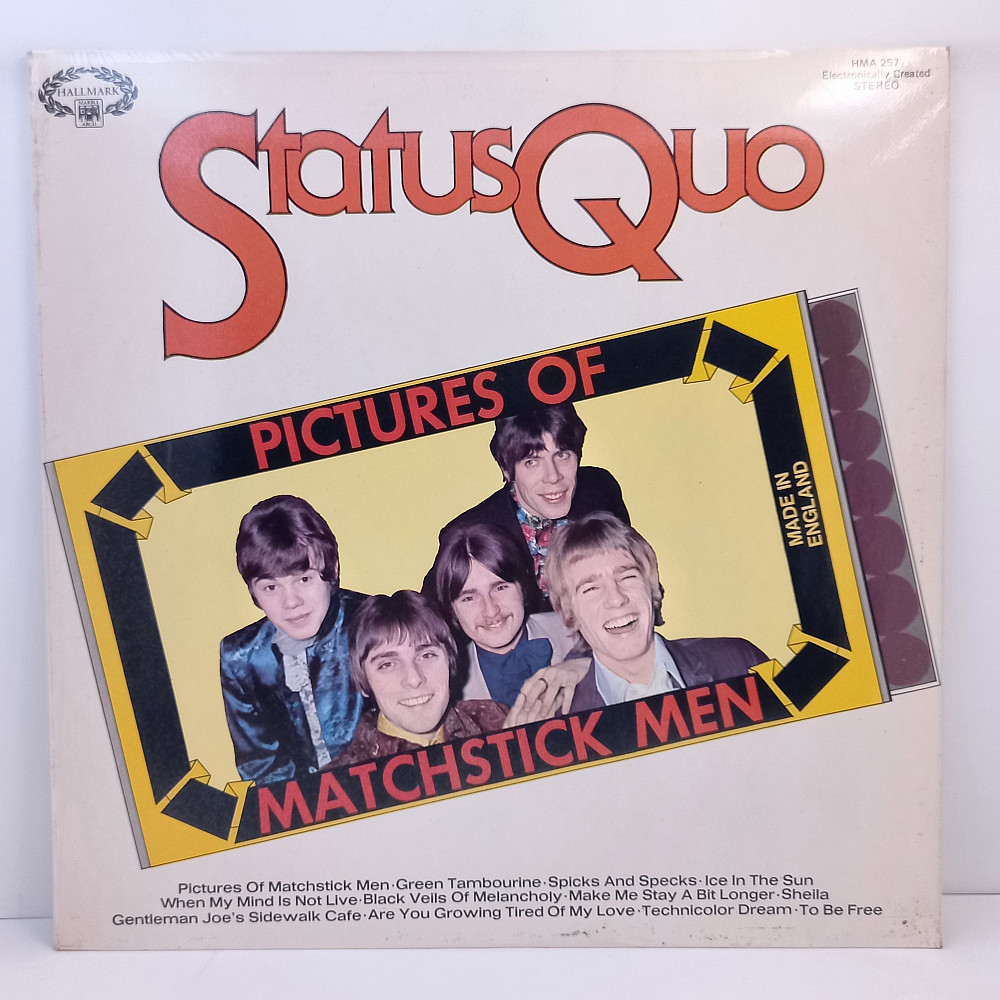 HALLMARK
MARBLE
ARCH
HMA 257
Electronically Created
STEREO
Status Quo
PICTURES OF
MADE IN
ENGLAND
MATCHSTICK MEN
Pictures Of Matchstick Men·Green Tambourine·Spicks And Specks·Ice In The Sun
When My Mind Is Not Live·Black Veils Of Melancholy·Make Me Stay A Bit Longer·Sheila
Gentleman Joe's Sidewalk Cafe·Are You Growing Tired Of My Love·Technicolor Dream·To Be Free